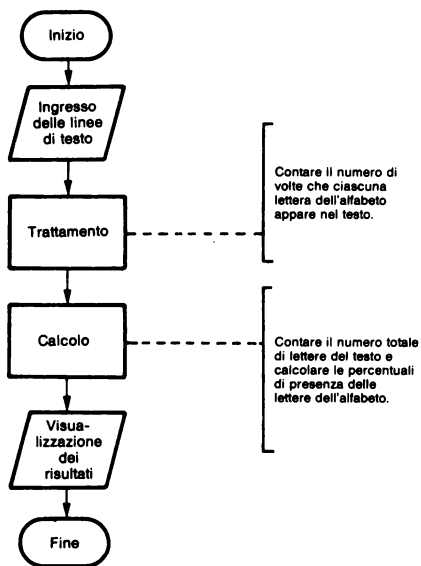 Inizio
Ingresso
delle linee
di testo
Contare il numero di
volte che ciascuna
lettera dell'alfabeto
appare nel testo.
Trattamento
Calcolo
Contare il numero totale
di lettere del testo e
calcolare le percentuali
di presenza delle
lettere dell'alfabeto.
Visua-
lizzazione
dei
risultati
Fine